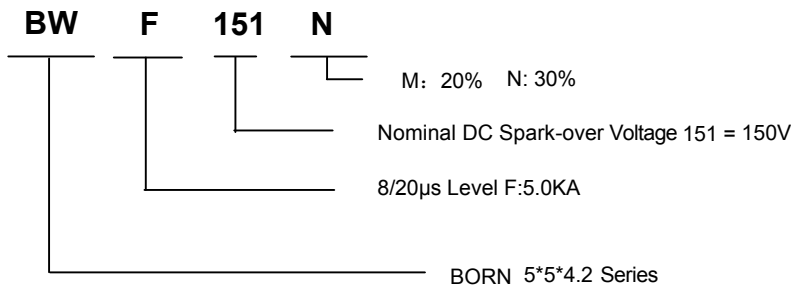 BW F 151 N
M：20% N: 30%
Nominal DC Spark-over Voltage 151 = 150V
8/20μs Level F:5.0KA
BORN 5*5*4.2 Series